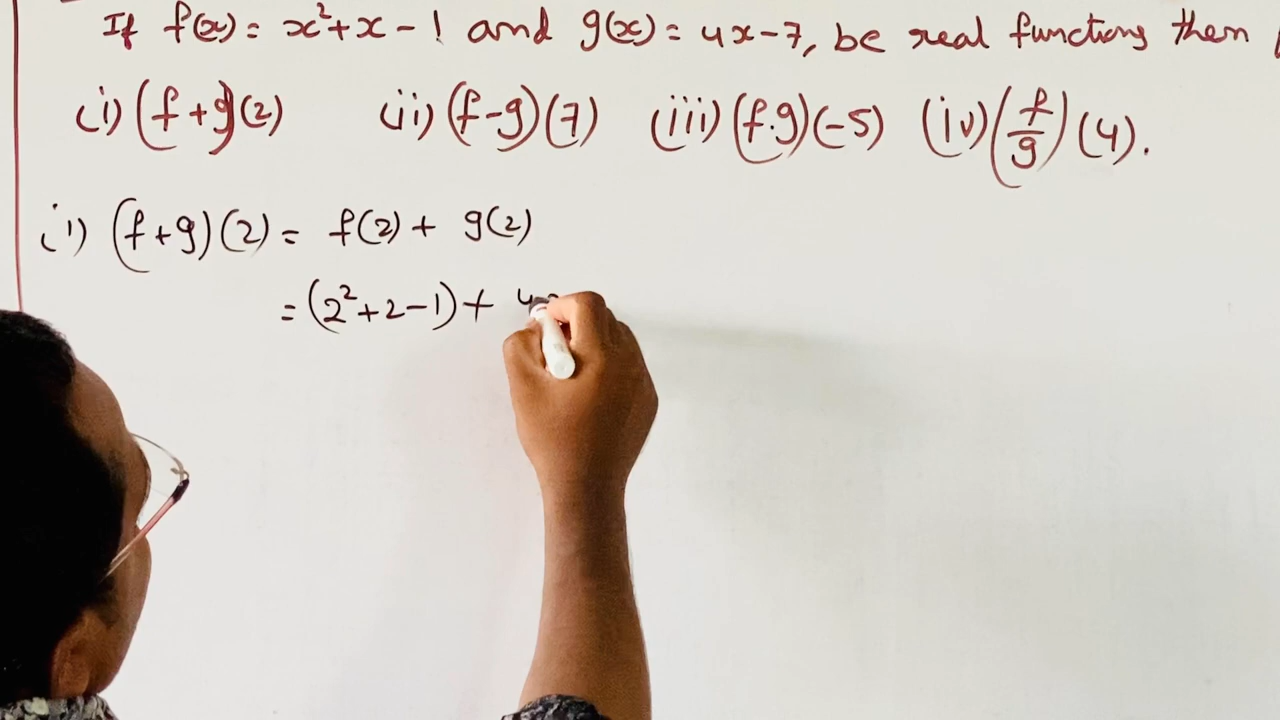 If f(x) = x²+x-1 and g(x) = 4x-7, be real functions then
(i) (f+g)(2) (ii) (f-g)(7) (iii) (f.g)(-5) (iv) (f/g)(4).
(i) (f+g)(2) = f(2) + g(2)
= (2²+2-1) + 4